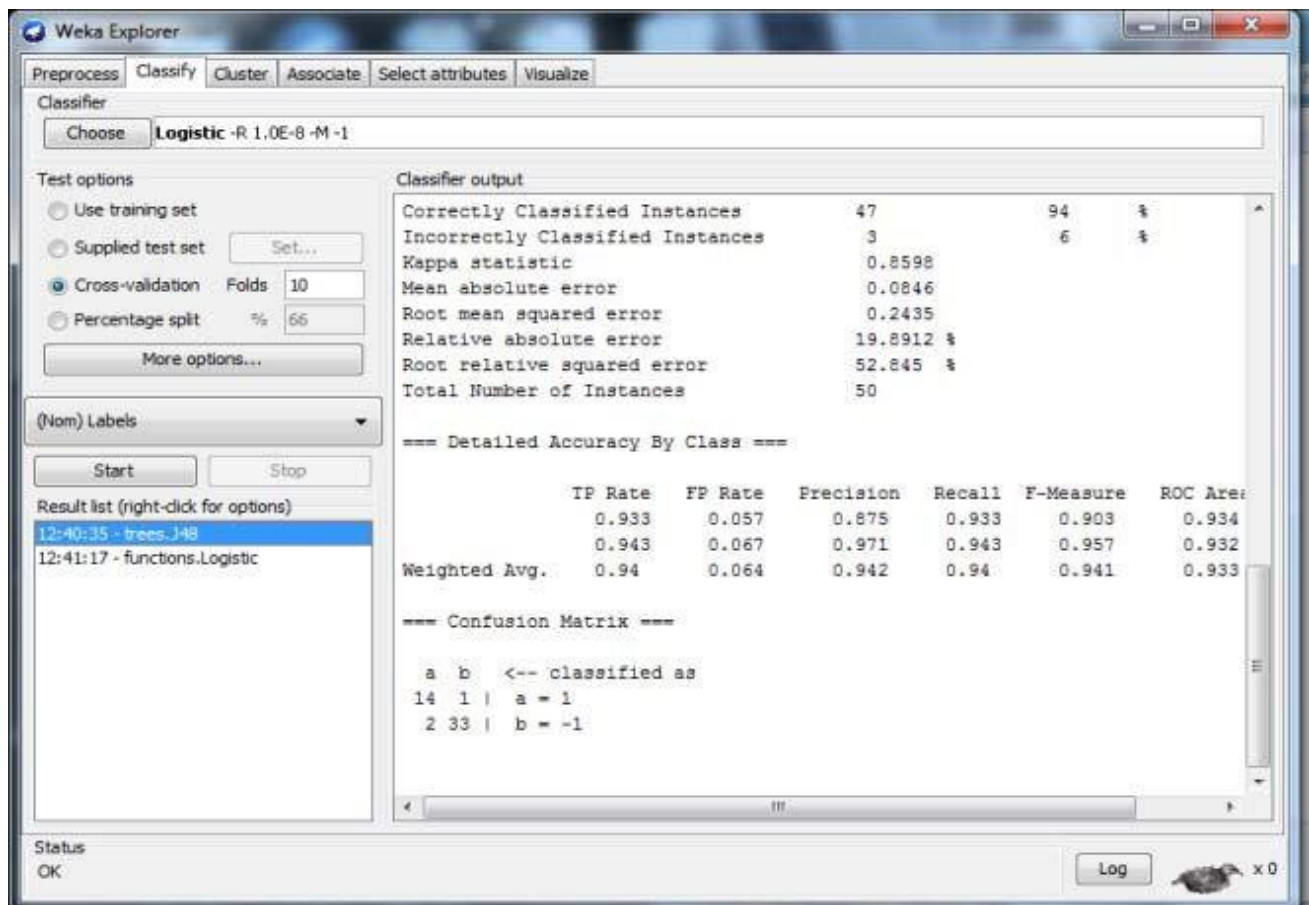 Weka Explorer
Preprocess Classify Cluster Associate Select attributes Visualize
Classifier
Choose Logistic -R 1.0E-8 -M -1
Test options
Use training set
Supplied test set Set...
Cross-validation Folds 10
Percentage split % 66
More options...
(Nom) Labels
Start Stop
Result list (right-click for options)
12:40:35 - trees.J48
12:41:17 - functions.Logistic
Classifier output
Correctly Classified Instances 47 94 %
Incorrectly Classified Instances 3 6 %
Kappa statistic 0.8598
Mean absolute error 0.0846
Root mean squared error 0.2435
Relative absolute error 19.8912 %
Root relative squared error 52.845 %
Total Number of Instances 50
=== Detailed Accuracy By Class ===
TP Rate FP Rate Precision Recall F-Measure ROC Area
0.933 0.057 0.875 0.933 0.903 0.934
0.943 0.067 0.971 0.943 0.957 0.932
Weighted Avg. 0.94 0.064 0.942 0.94 0.941 0.933
=== Confusion Matrix ===
a b <-- classified as
14 1 | a = 1
2 33 | b = -1
Status
OK
Log x 0